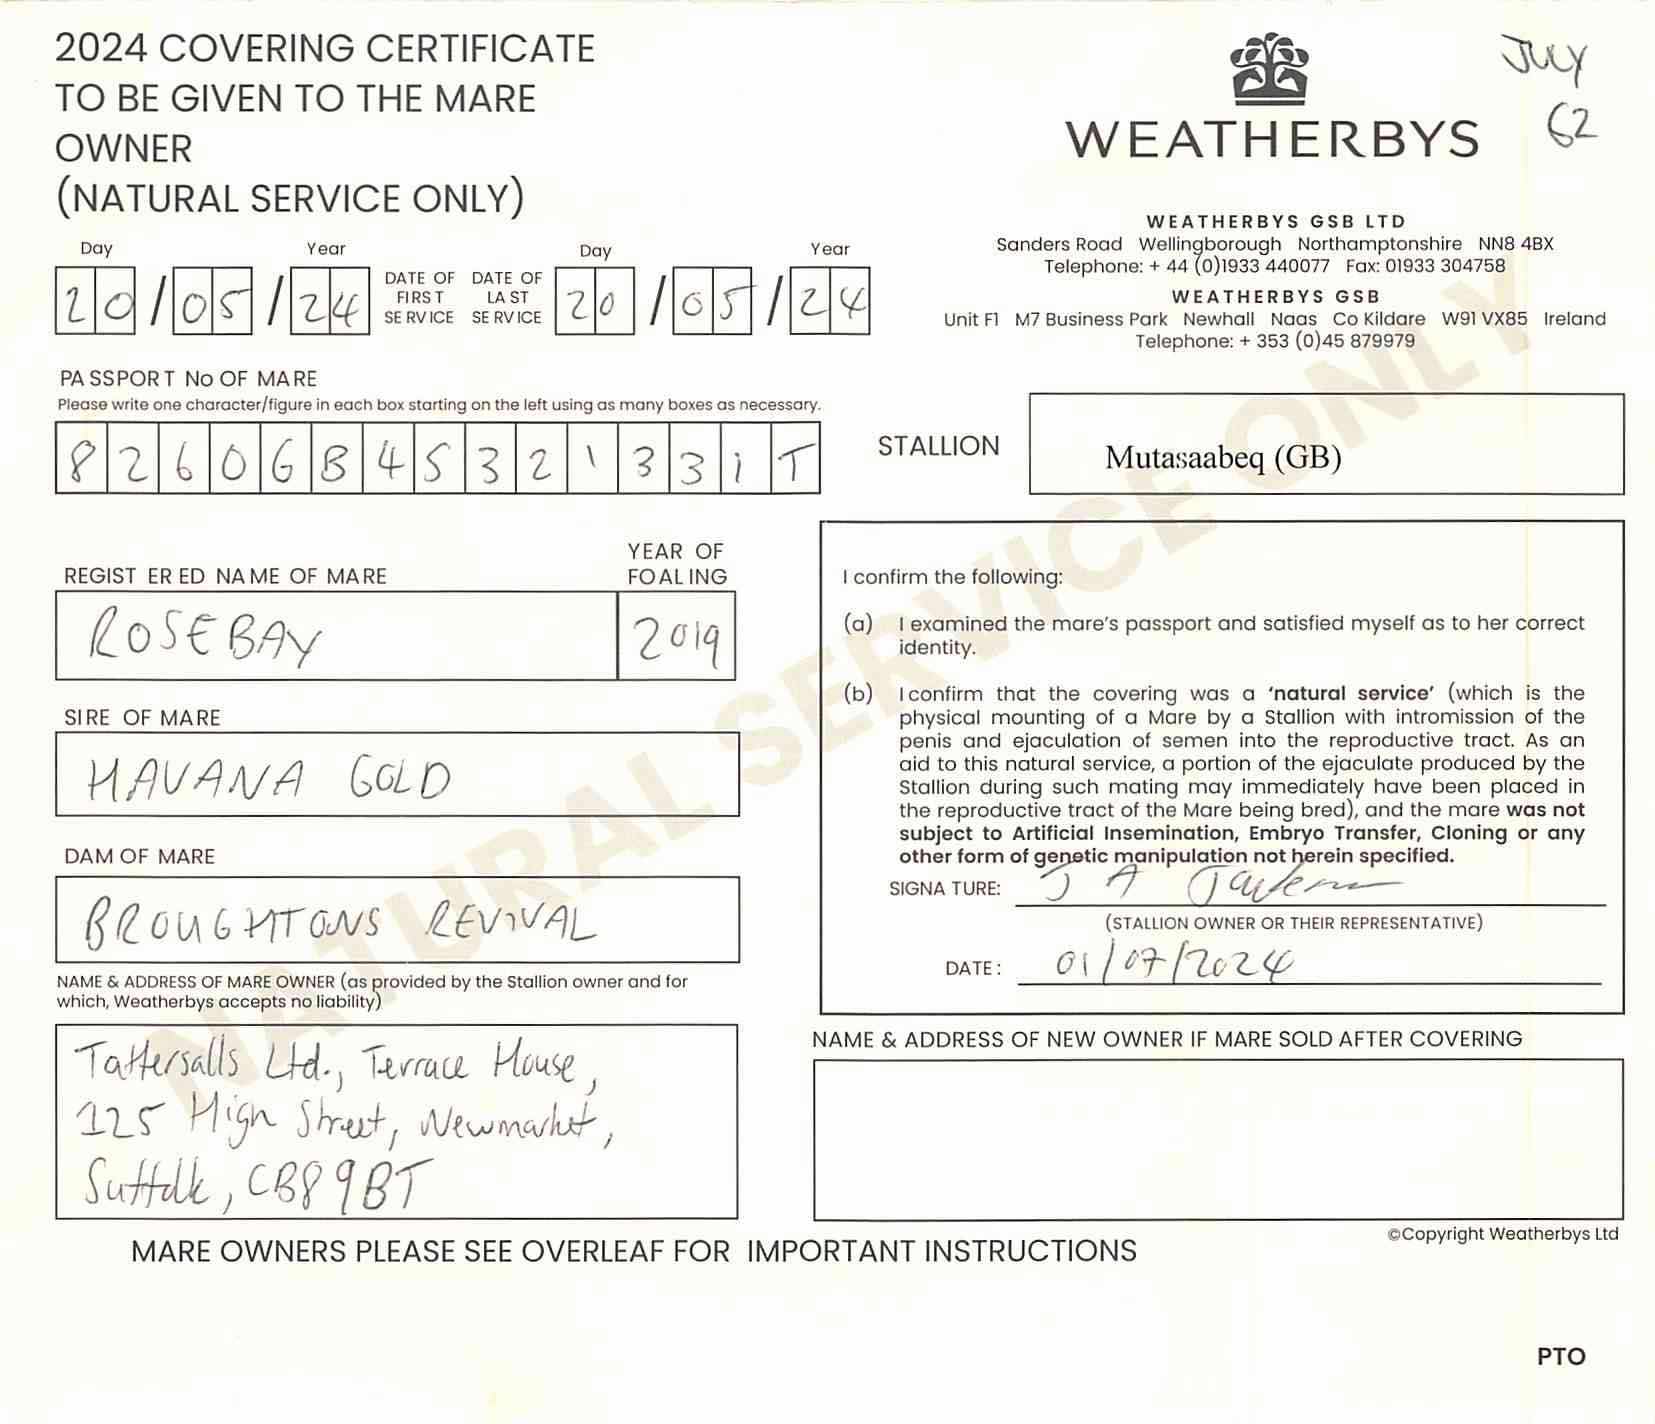 2024 COVERING CERTIFICATE
TO BE GIVEN TO THE MARE
OWNER
(NATURAL SERVICE ONLY)
JULY
62
WEATHERBYS
WEATHERBYS GSB LTD
Sanders Road Wellingborough Northamptonshire NN8 4BX
Telephone: + 44 (0)1933 440077 Fax: 01933 304758
WEATHERBYS GSB
Unit F1 M7 Business Park Newhall Naas Co Kildare W91 VX85 Ireland
Telephone: + 353 (0)45 879979
Day Year Day Year
20/05/24 DATE OF FIRST SERVICE DATE OF LAST SERVICE 20/05/24
PASSPORT No OF MARE
Please write one character/figure in each box starting on the left using as many boxes as necessary.
8260GB45321331T
STALLION Mutasaabeq (GB)
REGISTERED NAME OF MARE YEAR OF FOALING
ROSEBAY 2019
SIRE OF MARE
HAVANA GOLD
DAM OF MARE
BROUGHTONS REVIVAL
NAME & ADDRESS OF MARE OWNER (as provided by the Stallion owner and for
which, Weatherbys accepts no liability)
Tattersalls Ltd., Terrace House,
125 High Street, Newmarket,
Suffolk, CB8 9BT
I confirm the following:
(a) I examined the mare's passport and satisfied myself as to her correct
identity.
(b) I confirm that the covering was a 'natural service' (which is the
physical mounting of a Mare by a Stallion with intromission of the
penis and ejaculation of semen into the reproductive tract. As an
aid to this natural service, a portion of the ejaculate produced by the
Stallion during such mating may immediately have been placed in
the reproductive tract of the Mare being bred), and the mare was not
subject to Artificial Insemination, Embryo Transfer, Cloning or any
other form of genetic manipulation not herein specified.
SIGNATURE: J A
(STALLION OWNER OR THEIR REPRESENTATIVE)
DATE: 01/07/2024
NAME & ADDRESS OF NEW OWNER IF MARE SOLD AFTER COVERING
©Copyright Weatherbys Ltd
MARE OWNERS PLEASE SEE OVERLEAF FOR IMPORTANT INSTRUCTIONS
PTO
NATURAL SERVICE ONLY